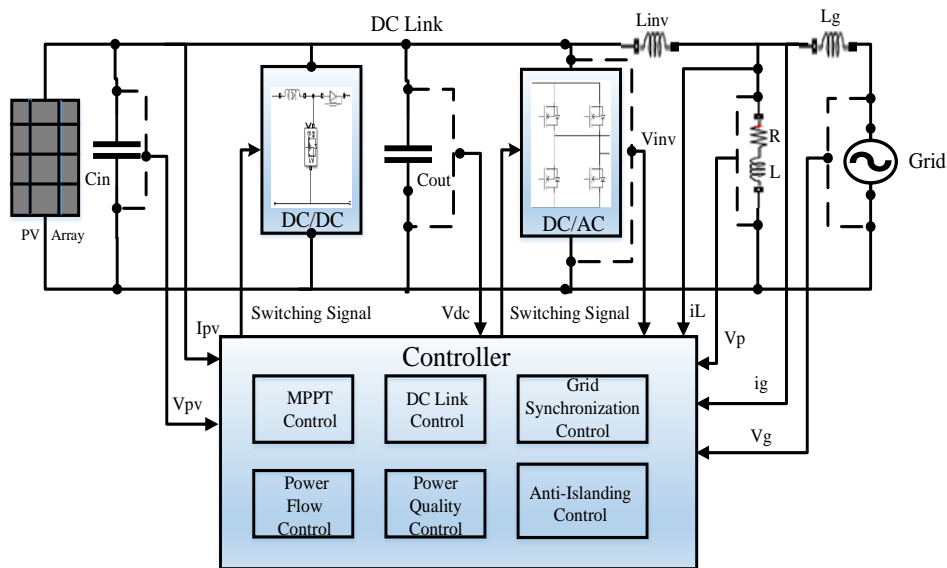 DC Link
Linv
Lg
Cin
PV Array
DC/DC
Cout
DC/AC
Vinv
R
L
Grid
Switching Signal
Vdc
Switching Signal
iL
Ipv
Vp
Vpv
ig
Vg
Controller
MPPT
Control
DC Link
Control
Grid
Synchronization
Control
Power
Flow
Control
Power
Quality
Control
Anti-Islanding
Control